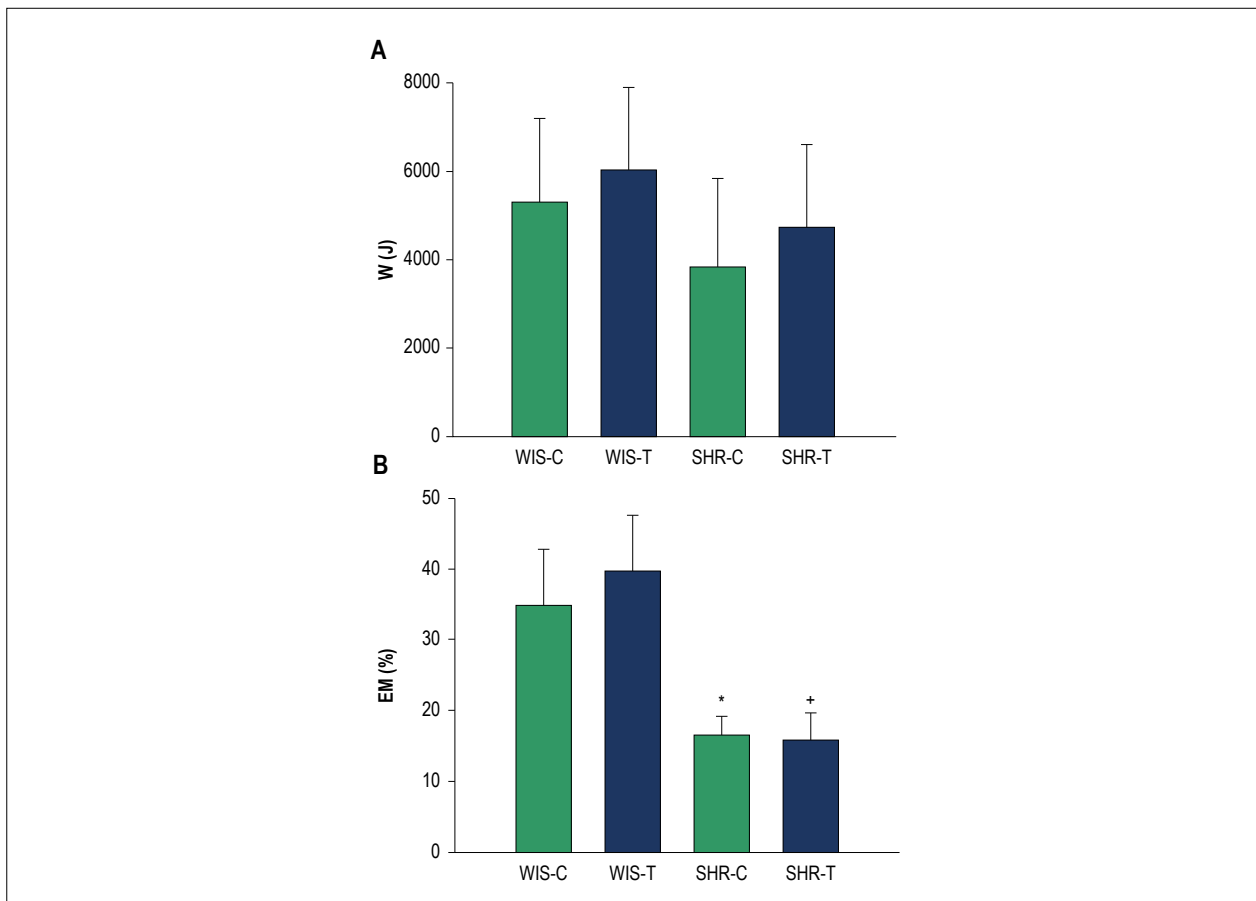 A
8000
6000
4000
2000
0
W (J)
WIS-C WIS-T SHR-C SHR-T
B
50
40
30
20
10
0
EM (%)
* +
WIS-C WIS-T SHR-C SHR-T